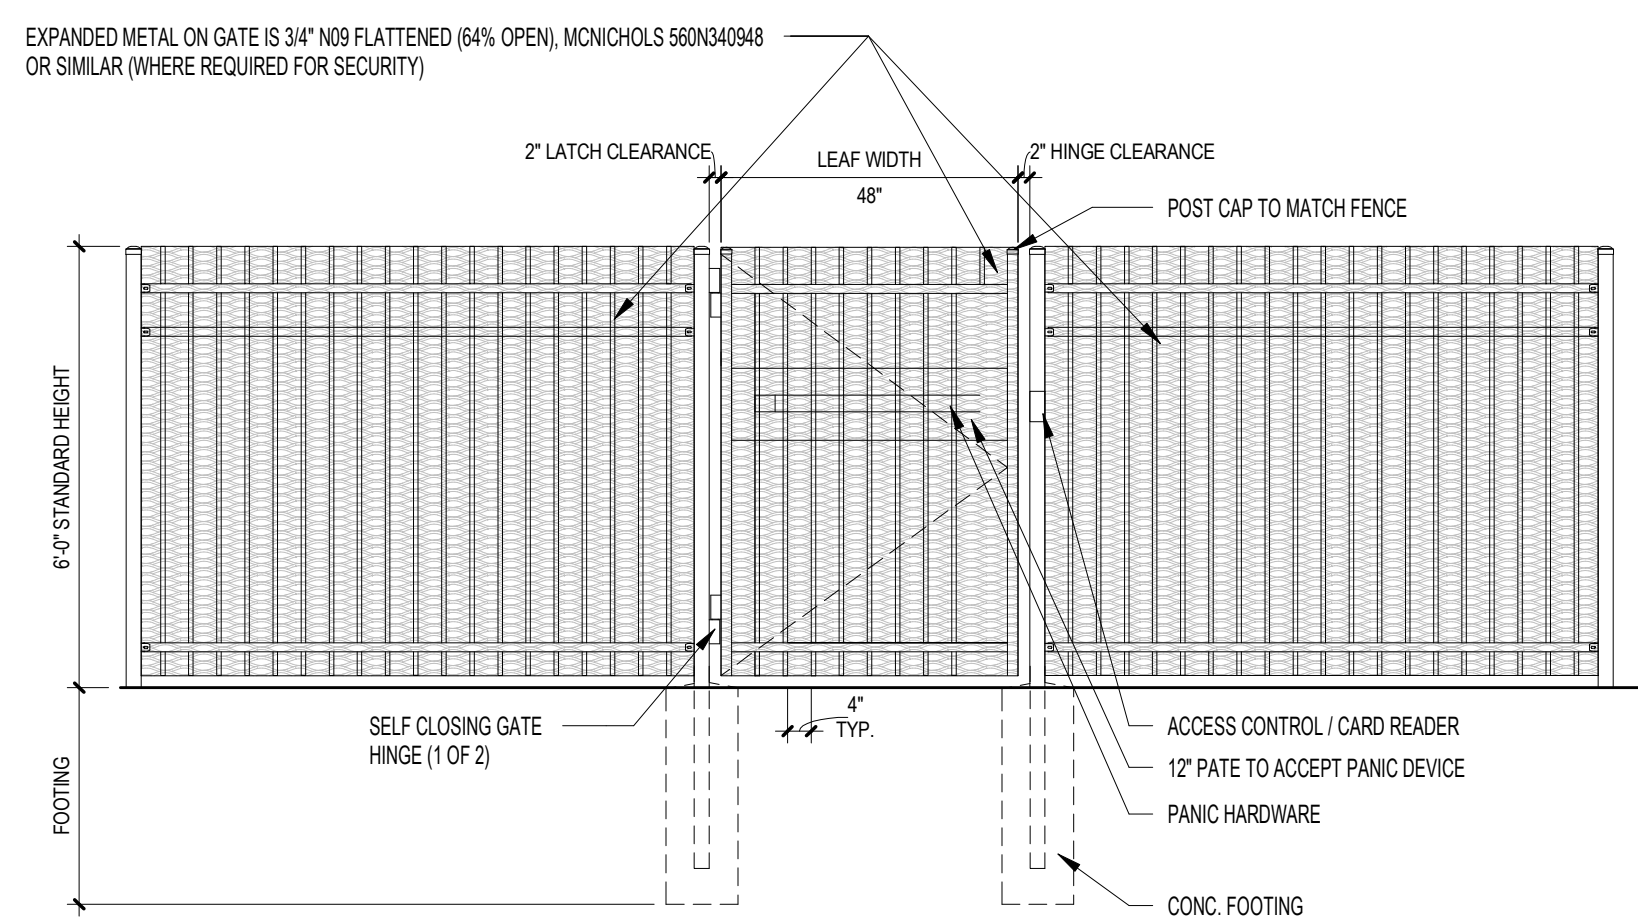 EXPANDED METAL ON GATE IS 3/4" N09 FLATTENED (64% OPEN), MCNICHOLS 560N340948
OR SIMILAR (WHERE REQUIRED FOR SECURITY)
2" LATCH CLEARANCE
LEAF WIDTH
48"
2" HINGE CLEARANCE
POST CAP TO MATCH FENCE
6'-0" STANDARD HEIGHT
FOOTING
SELF CLOSING GATE
HINGE (1 OF 2)
4"
TYP.
ACCESS CONTROL / CARD READER
12" PATE TO ACCEPT PANIC DEVICE
PANIC HARDWARE
CONC. FOOTING